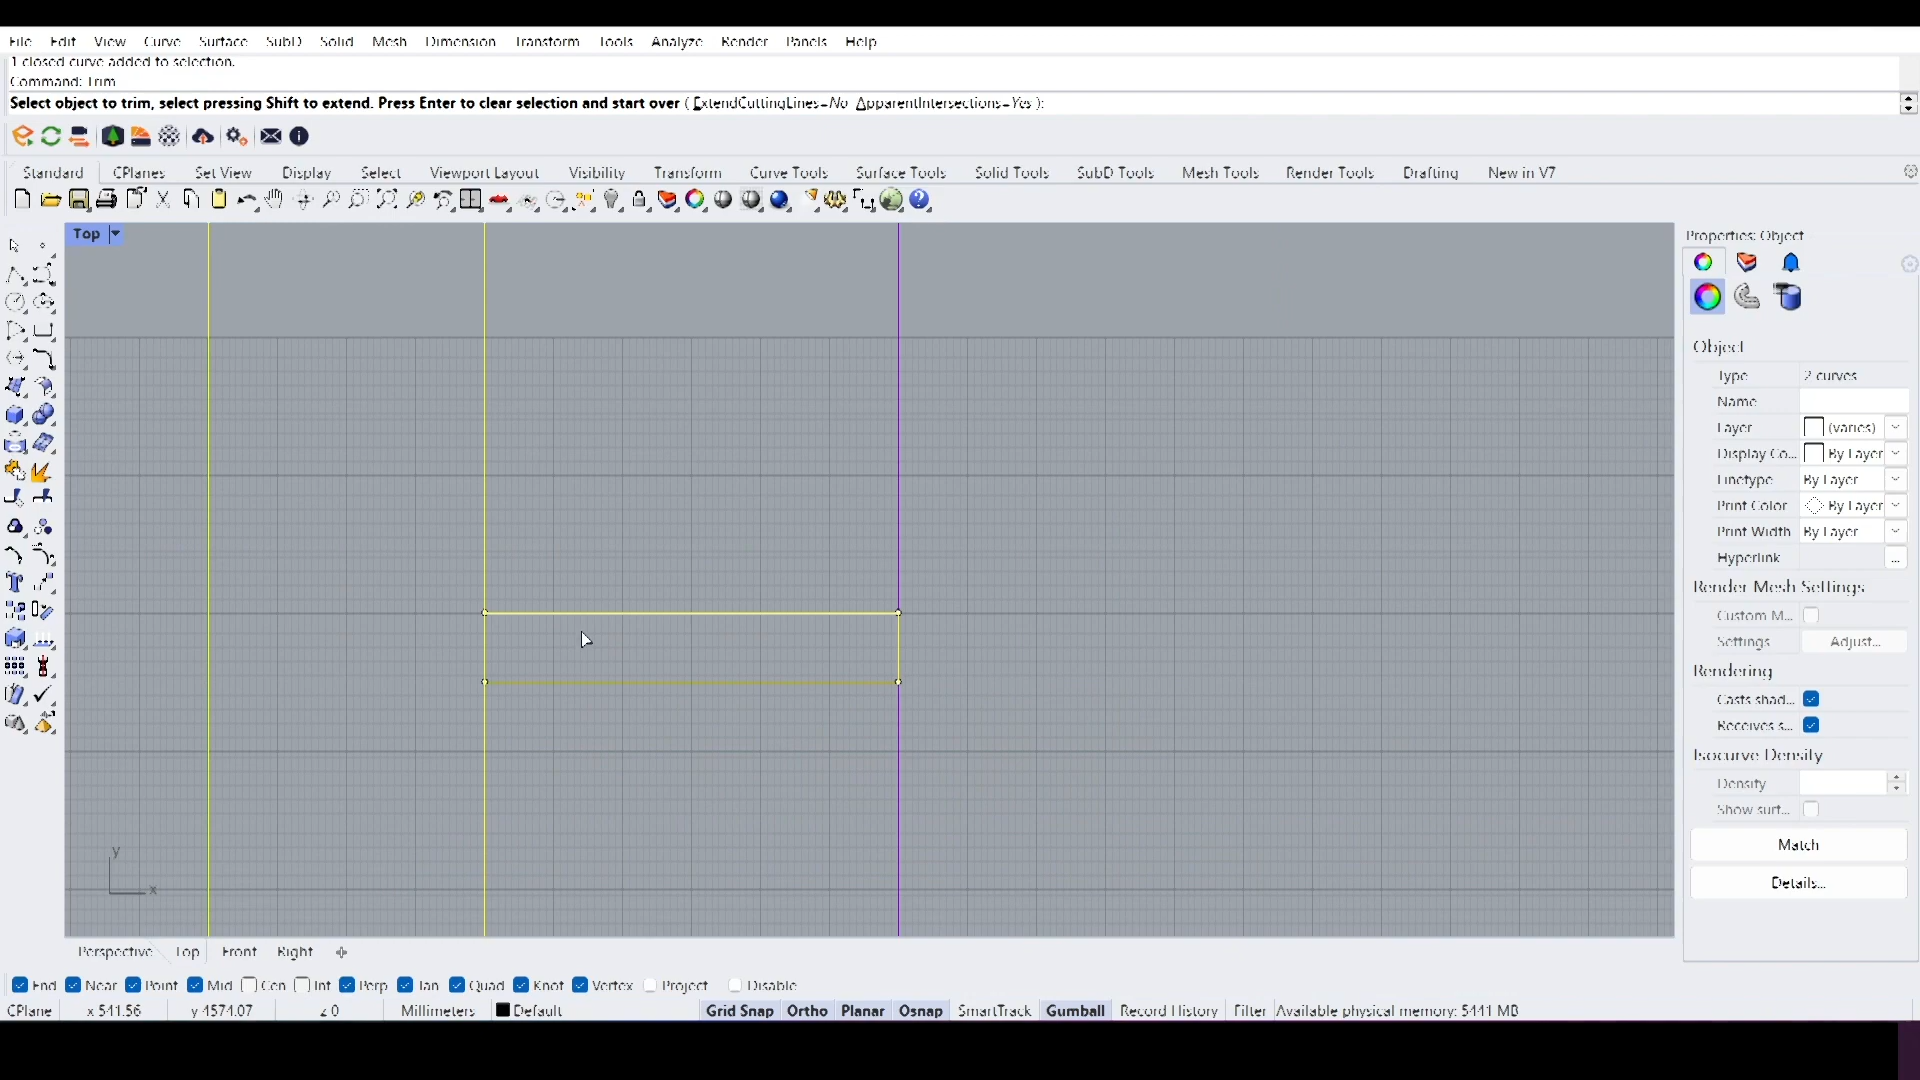 File Edit View Curve Surface SubD Solid Mesh Dimension Transform Tools Analyze Render Panels Help
1 closed curve added to selection.
Command: Trim
Select object to trim, select pressing Shift to extend. Press Enter to clear selection and start over ( ExtendCuttingLines=No ApparentIntersections=Yes ):
Standard CPlanes Set View Display Select Viewport Layout Visibility Transform Curve Tools Surface Tools Solid Tools SubD Tools Mesh Tools Render Tools Drafting New in V7
Top
Properties: Object
Object
Type 2 curves
Name
Layer (varies)
Display Co... By Layer
Linetype By Layer
Print Color By Layer
Print Width By Layer
Hyperlink ...
Render Mesh Settings
Custom M...
Settings Adjust...
Rendering
Casts shad...
Receives s...
Isocurve Density
Density
Show surf...
Match
Details...
y
x
Perspective Top Front Right
End Near Point Mid Cen Int Perp Tan Quad Knot Vertex Project Disable
CPlane x 541.56 y 4574.07 z 0 Millimeters Default Grid Snap Ortho Planar Osnap SmartTrack Gumball Record History Filter Available physical memory: 5441 MB